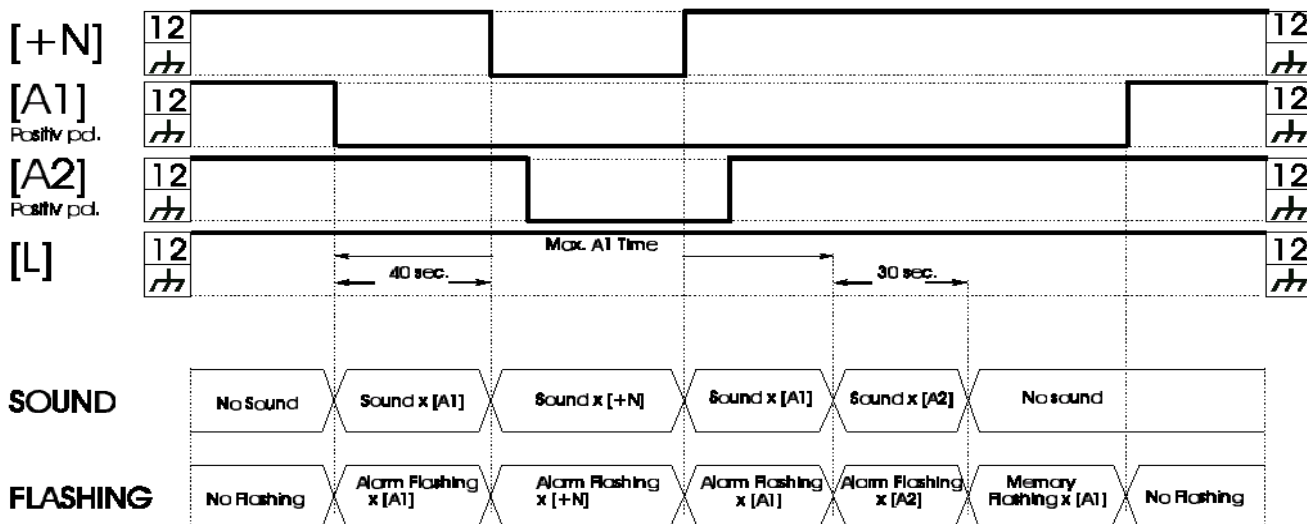 [+N] 12 12
[A1] 12 12
Positiv pol.
[A2] 12 12
Positiv pol.
[L] 12 12
Max. A1 Time
40 sec. 30 sec.
SOUND No Sound Sound x [A1] Sound x [+N] Sound x [A1] Sound x [A2] No sound
FLASHING No Flashing Alarm Flashing x [A1] Alarm Flashing x [+N] Alarm Flashing x [A1] Alarm Flashing x [A2] Memory Flashing x [A1] No Flashing